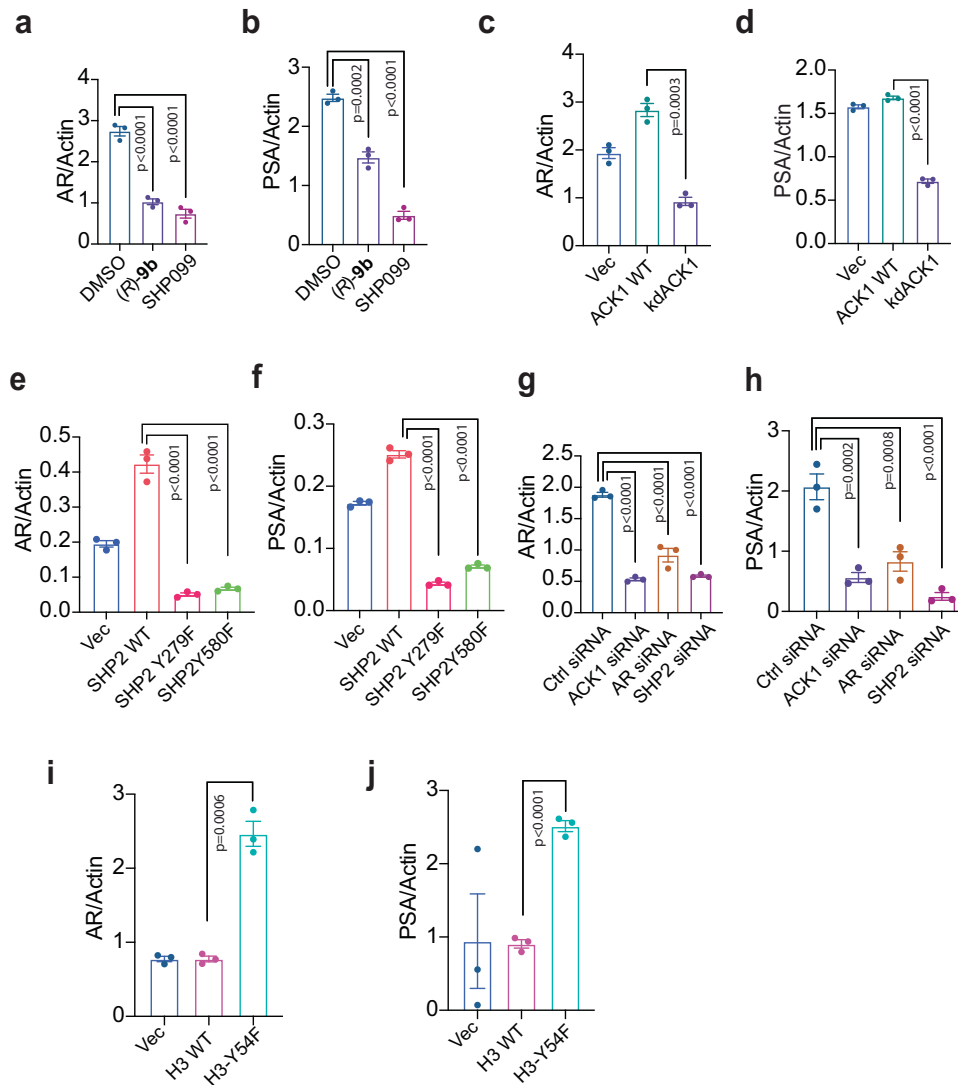 a
AR/Actin
4
3
2
1
0
p<0.0001
p<0.0001
DMSO
(R)-9b
SHP099
b
PSA/Actin
3
2
1
0
p=0.0002
p<0.0001
DMSO
(R)-9b
SHP099
c
AR/Actin
4
3
2
1
0
p=0.0003
Vec
ACK1 WT
kdACK1
d
PSA/Actin
2.0
1.5
1.0
0.5
0
p<0.0001
Vec
ACK1 WT
kdACK1
e
AR/Actin
0.5
0.4
0.3
0.2
0.1
0.0
p<0.0001
p<0.0001
Vec
SHP2 WT
SHP2 Y279F
SHP2Y580F
f
PSA/Actin
0.3
0.2
0.1
0.0
p<0.0001
p<0.0001
Vec
SHP2 WT
SHP2 Y279F
SHP2Y580F
g
AR/Actin
2.5
2.0
1.5
1.0
0.5
0.0
p<0.0001
p<0.0001
p<0.0001
Ctrl siRNA
ACK1 siRNA
AR siRNA
SHP2 siRNA
h
PSA/Actin
3
2
1
0
p=0.0002
p=0.0008
p<0.0001
Ctrl siRNA
ACK1 siRNA
AR siRNA
SHP2 siRNA
i
AR/Actin
3
2
1
0
p=0.0006
Vec
H3 WT
H3-Y54F
j
PSA/Actin
3
2
1
0
p<0.0001
Vec
H3 WT
H3-Y54F